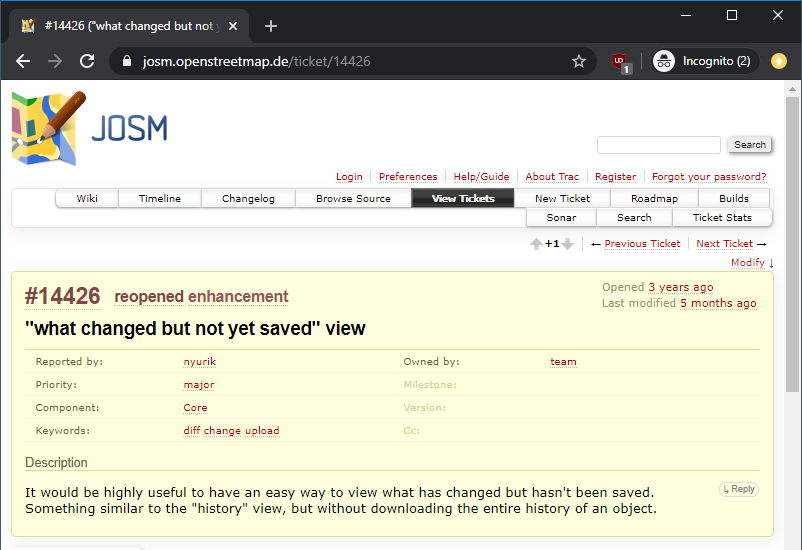 #14426 ("what changed but not y
josm.openstreetmap.de/ticket/14426
UD
1
Incognito (2)
JOSM
Search
Login Preferences Help/Guide About Trac Register Forgot your password?
Wiki Timeline Changelog Browse Source View Tickets New Ticket Roadmap Builds
Sonar Search Ticket Stats
+1 ← Previous Ticket Next Ticket →
Modify ↓
#14426 reopened enhancement
Opened 3 years ago
Last modified 5 months ago
"what changed but not yet saved" view
Reported by: nyurik Owned by: team
Priority: major Milestone:
Component: Core Version:
Keywords: diff change upload Cc:
Description
It would be highly useful to have an easy way to view what has changed but hasn't been saved.
Something similar to the "history" view, but without downloading the entire history of an object.
↳ Reply